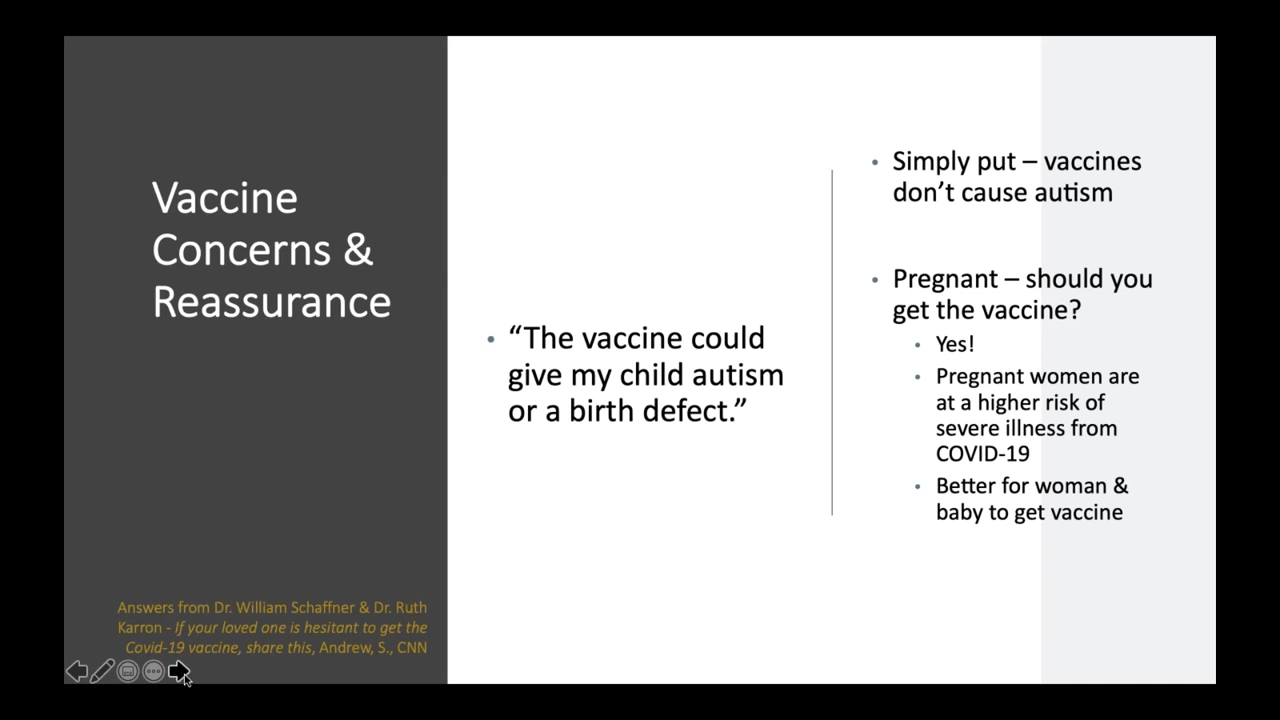 Vaccine
Concerns &
Reassurance
• “The vaccine could
give my child autism
or a birth defect.”
• Simply put – vaccines
don’t cause autism
• Pregnant – should you
get the vaccine?
• Yes!
• Pregnant women are
at a higher risk of
severe illness from
COVID-19
• Better for woman &
baby to get vaccine
Answers from Dr. William Schaffner & Dr. Ruth
Karron - If your loved one is hesitant to get the
Covid-19 vaccine, share this, Andrew, S., CNN